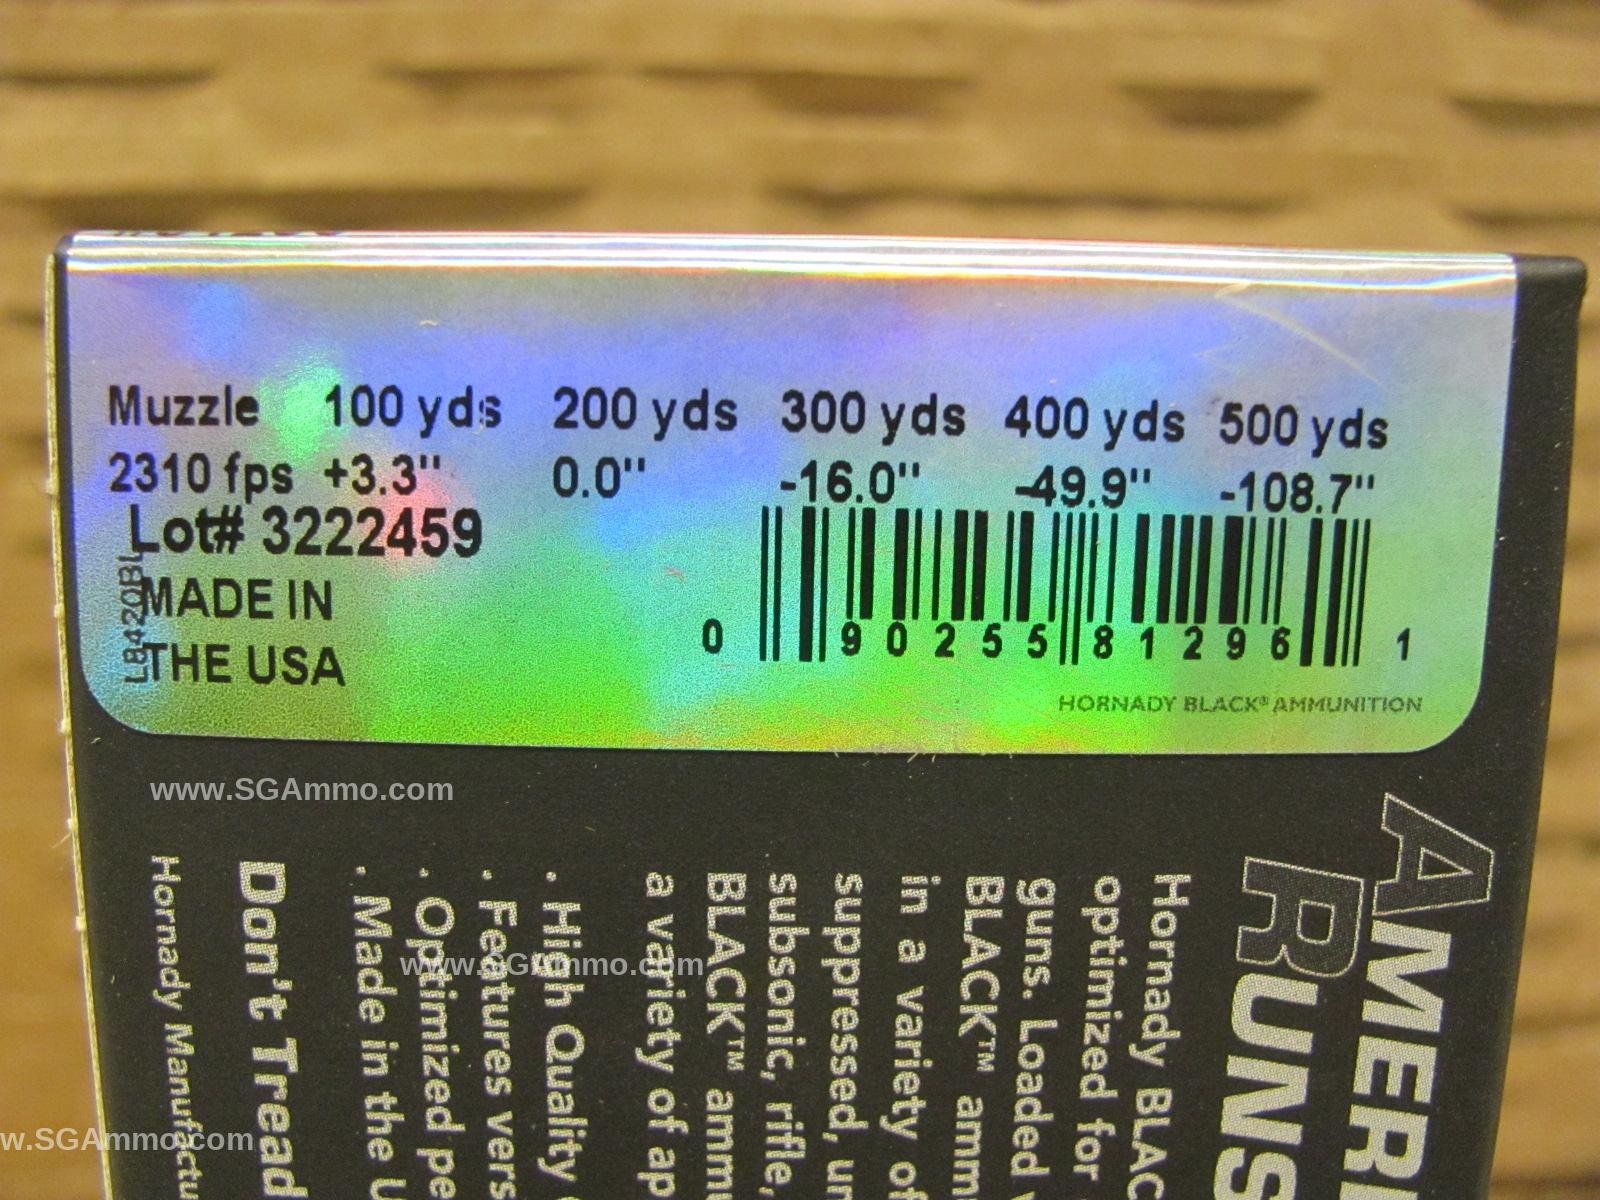 Muzzle 100 yds 200 yds 300 yds 400 yds 500 yds
2310 fps +3.3" 0.0" -16.0" -49.9" -108.7"
Lot# 3222459
MADE IN
THE USA
L8420BL
0 90255 81296 1
HORNADY BLACK® AMMUNITION
www.SGAmmo.com
www.SGAmmo.com
w.SGAmmo.com
AMERI
RUNS
Hornady BLAC
optimized for
guns. Loaded
BLACK™ amm
in a variety of
suppressed, un
subsonic, rifle,
BLACK™ ammu
a variety of ap
. High Quality
. Features vers
. Optimized pe
. Made in the U
Don't Tread
Hornady Manufactu